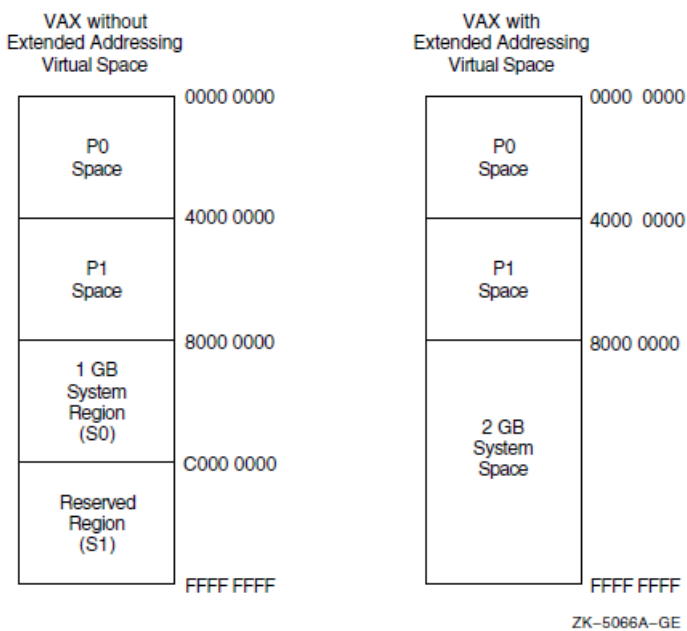 VAX without
Extended Addressing
Virtual Space
0000 0000
P0
Space
4000 0000
P1
Space
8000 0000
1 GB
System
Region
(S0)
C000 0000
Reserved
Region
(S1)
FFFF FFFF
VAX with
Extended Addressing
Virtual Space
0000 0000
P0
Space
4000 0000
P1
Space
8000 0000
2 GB
System
Space
FFFF FFFF
ZK–5066A–GE